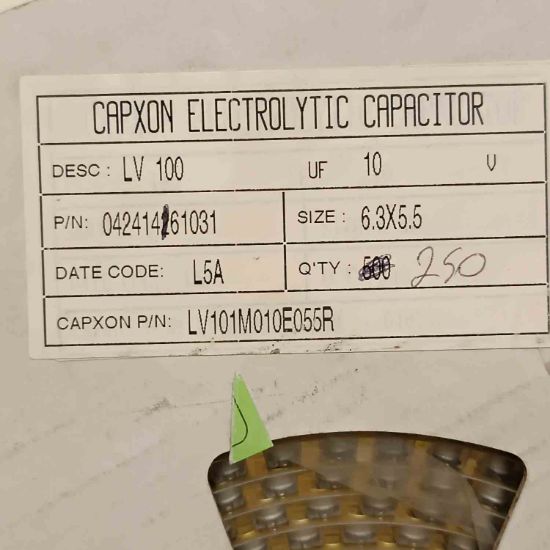 CAPXON ELECTROLYTIC CAPACITOR
DESC : LV 100 UF 10 V
P/N: 042414161031 SIZE : 6.3X5.5
DATE CODE: L5A Q'TY : 500 250
CAPXON P/N: LV101M010E055R